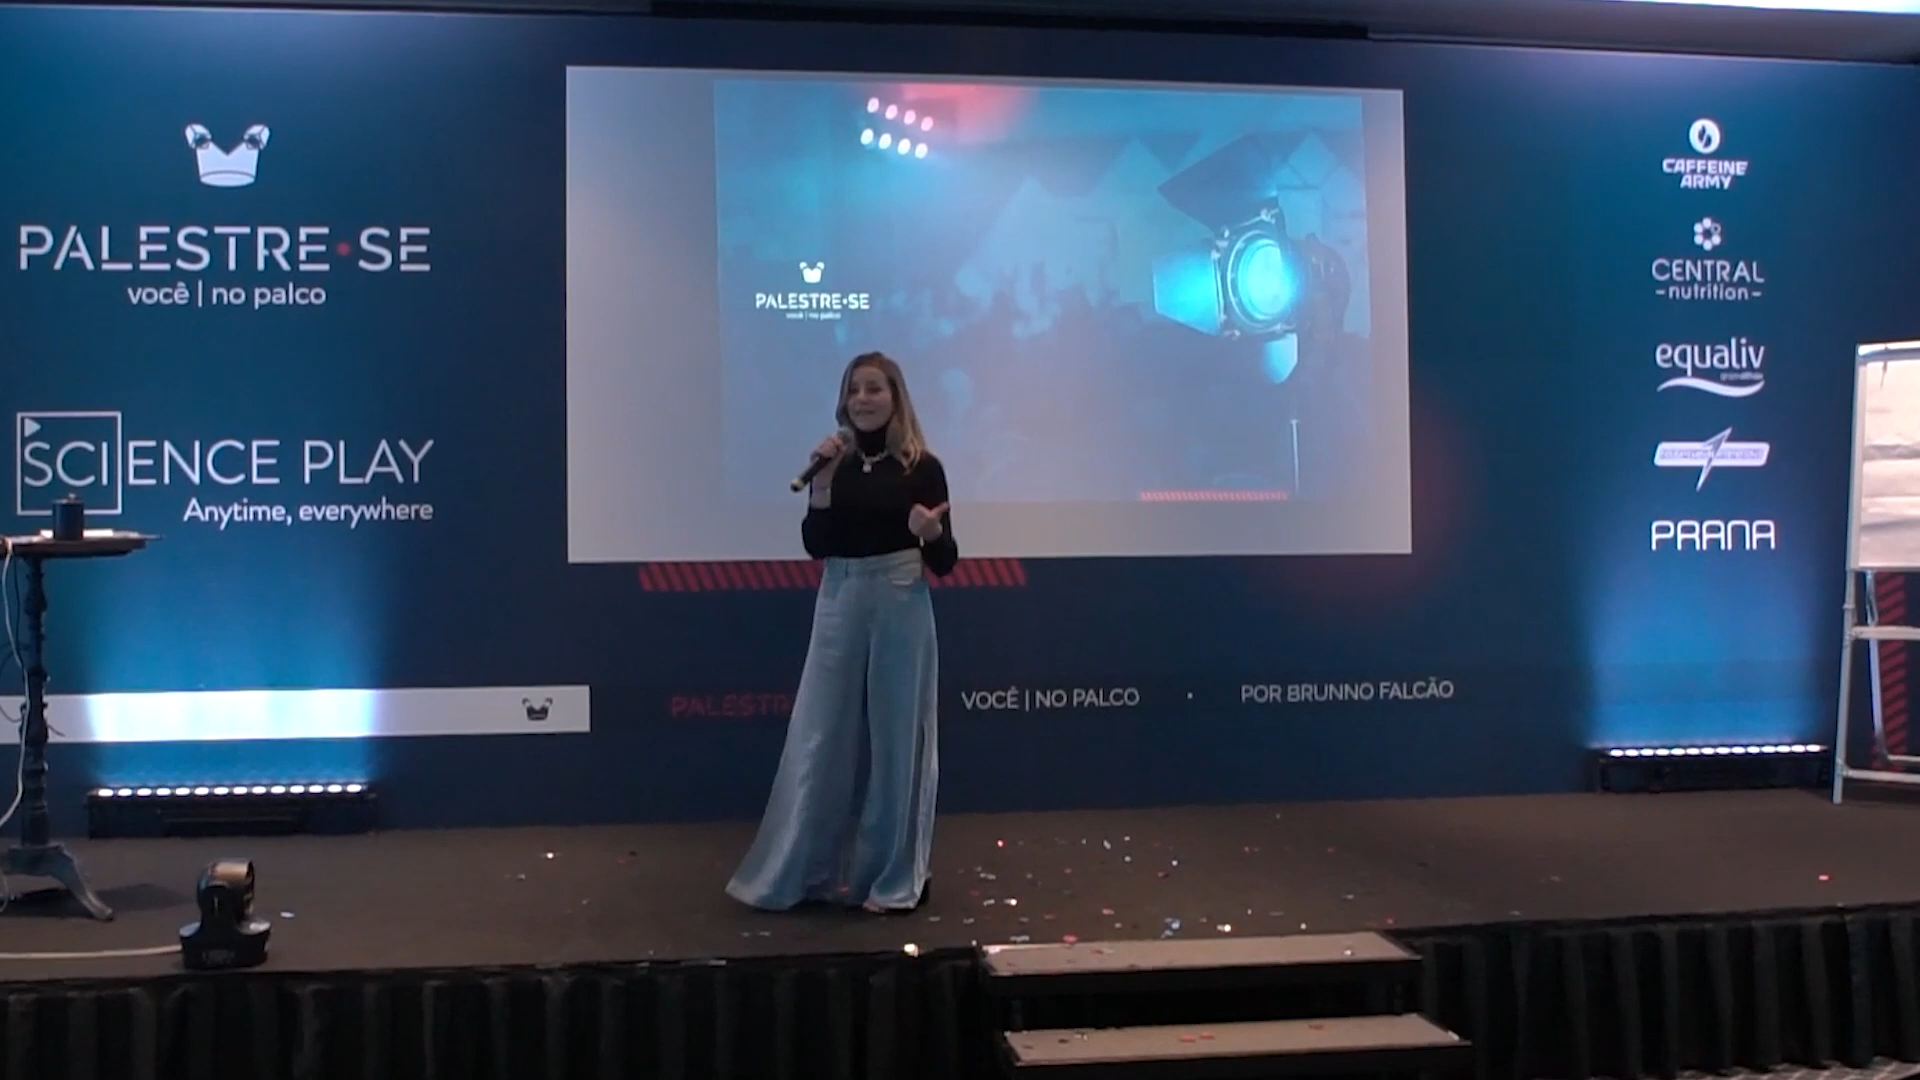 PALESTRE•SE
você | no palco
SCIENCE PLAY
Anytime, everywhere
PALESTRE•SE
você | no palco
CAFFEINE
ARMY
CENTRAL
-nutrition-
equaliv
PRANA
PALESTR
VOCÊ | NO PALCO • POR BRUNNO FALCÃO